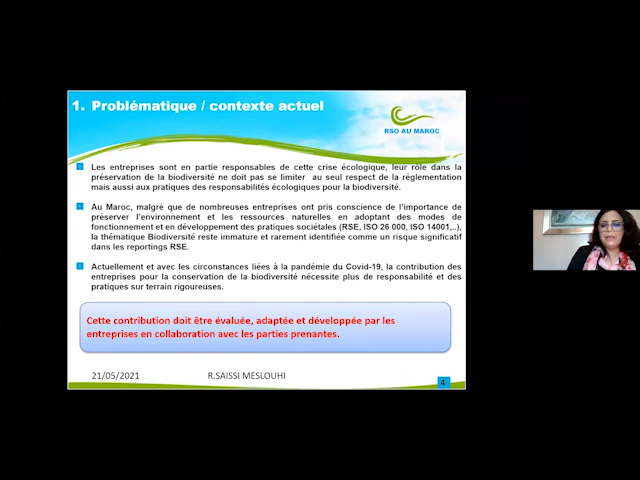 1. Problématique / contexte actuel
RSO AU MAROC
Les entreprises sont en partie responsables de cette crise écologique, leur rôle dans la
préservation de la biodiversité ne doit pas se limiter au seul respect de la réglementation
mais aussi aux pratiques des responsabilités écologiques pour la biodiversité.
Au Maroc, malgré que de nombreuses entreprises ont pris conscience de l'importance de
préserver l'environnement et les ressources naturelles en adoptant des modes de
fonctionnement et en développement des pratiques sociétales (RSE, ISO 26 000, ISO 14001,..),
la thématique Biodiversité reste immature et rarement identifiée comme un risque significatif
dans les reportings RSE.
Actuellement et avec les circonstances liées à la pandémie du Covid-19, la contribution des
entreprises pour la conservation de la biodiversité nécessite plus de responsabilité et des
pratiques sur terrain rigoureuses.
Cette contribution doit être évaluée, adaptée et développée par les
entreprises en collaboration avec les parties prenantes.
21/05/2021 R.SAISSI MESLOUHI
4